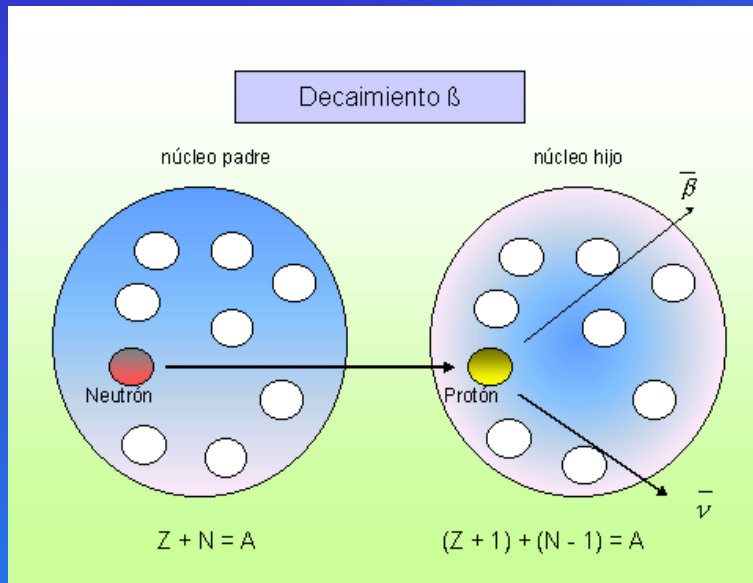 Decaimiento ß
núcleo padre
núcleo hijo
β̅
Neutrón
Protón
ν̅
Z + N = A
(Z + 1) + (N - 1) = A